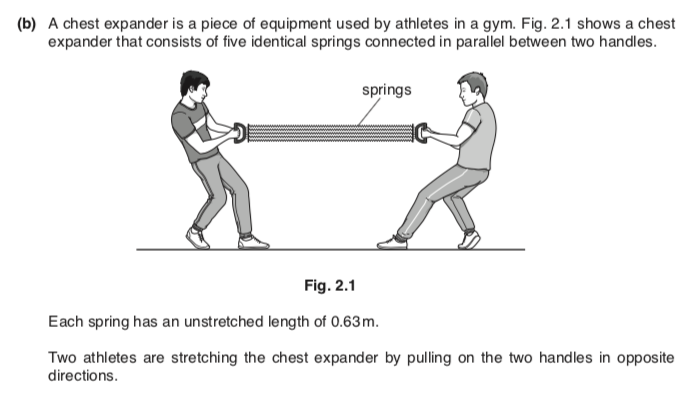 (b) A chest expander is a piece of equipment used by athletes in a gym. Fig. 2.1 shows a chest
expander that consists of five identical springs connected in parallel between two handles.
springs
Fig. 2.1
Each spring has an unstretched length of 0.63 m.
Two athletes are stretching the chest expander by pulling on the two handles in opposite
directions.